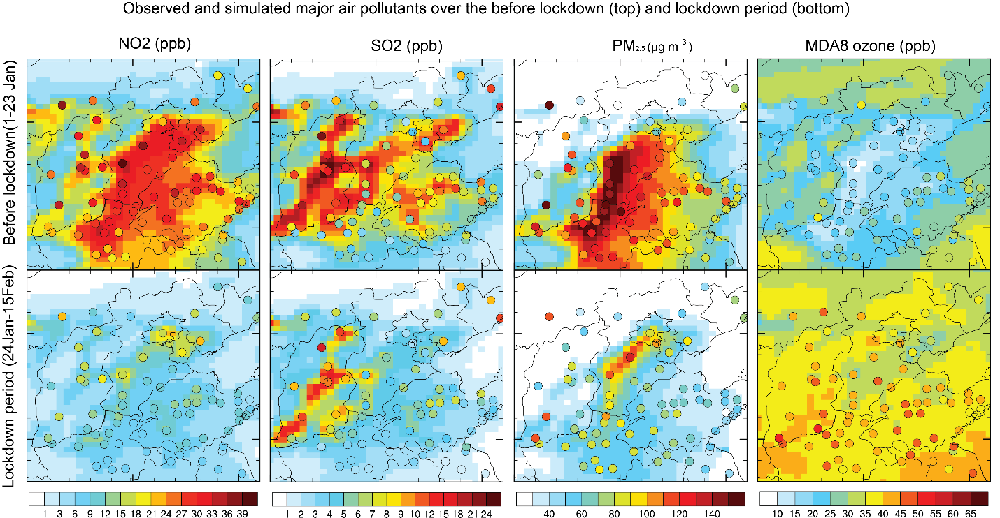 Observed and simulated major air pollutants over the before lockdown (top) and lockdown period (bottom)
NO2 (ppb)
SO2 (ppb)
PM2.5 (µg m-3)
MDA8 ozone (ppb)
Before lockdown(1-23 Jan)
Lockdown period (24Jan-15Feb)
1 3 6 9 12 15 18 21 24 27 30 33 36 39
1 2 3 4 5 6 7 8 9 10 12 15 18 21 24
40 60 80 100 120 140
10 15 20 25 30 35 40 45 50 55 60 65